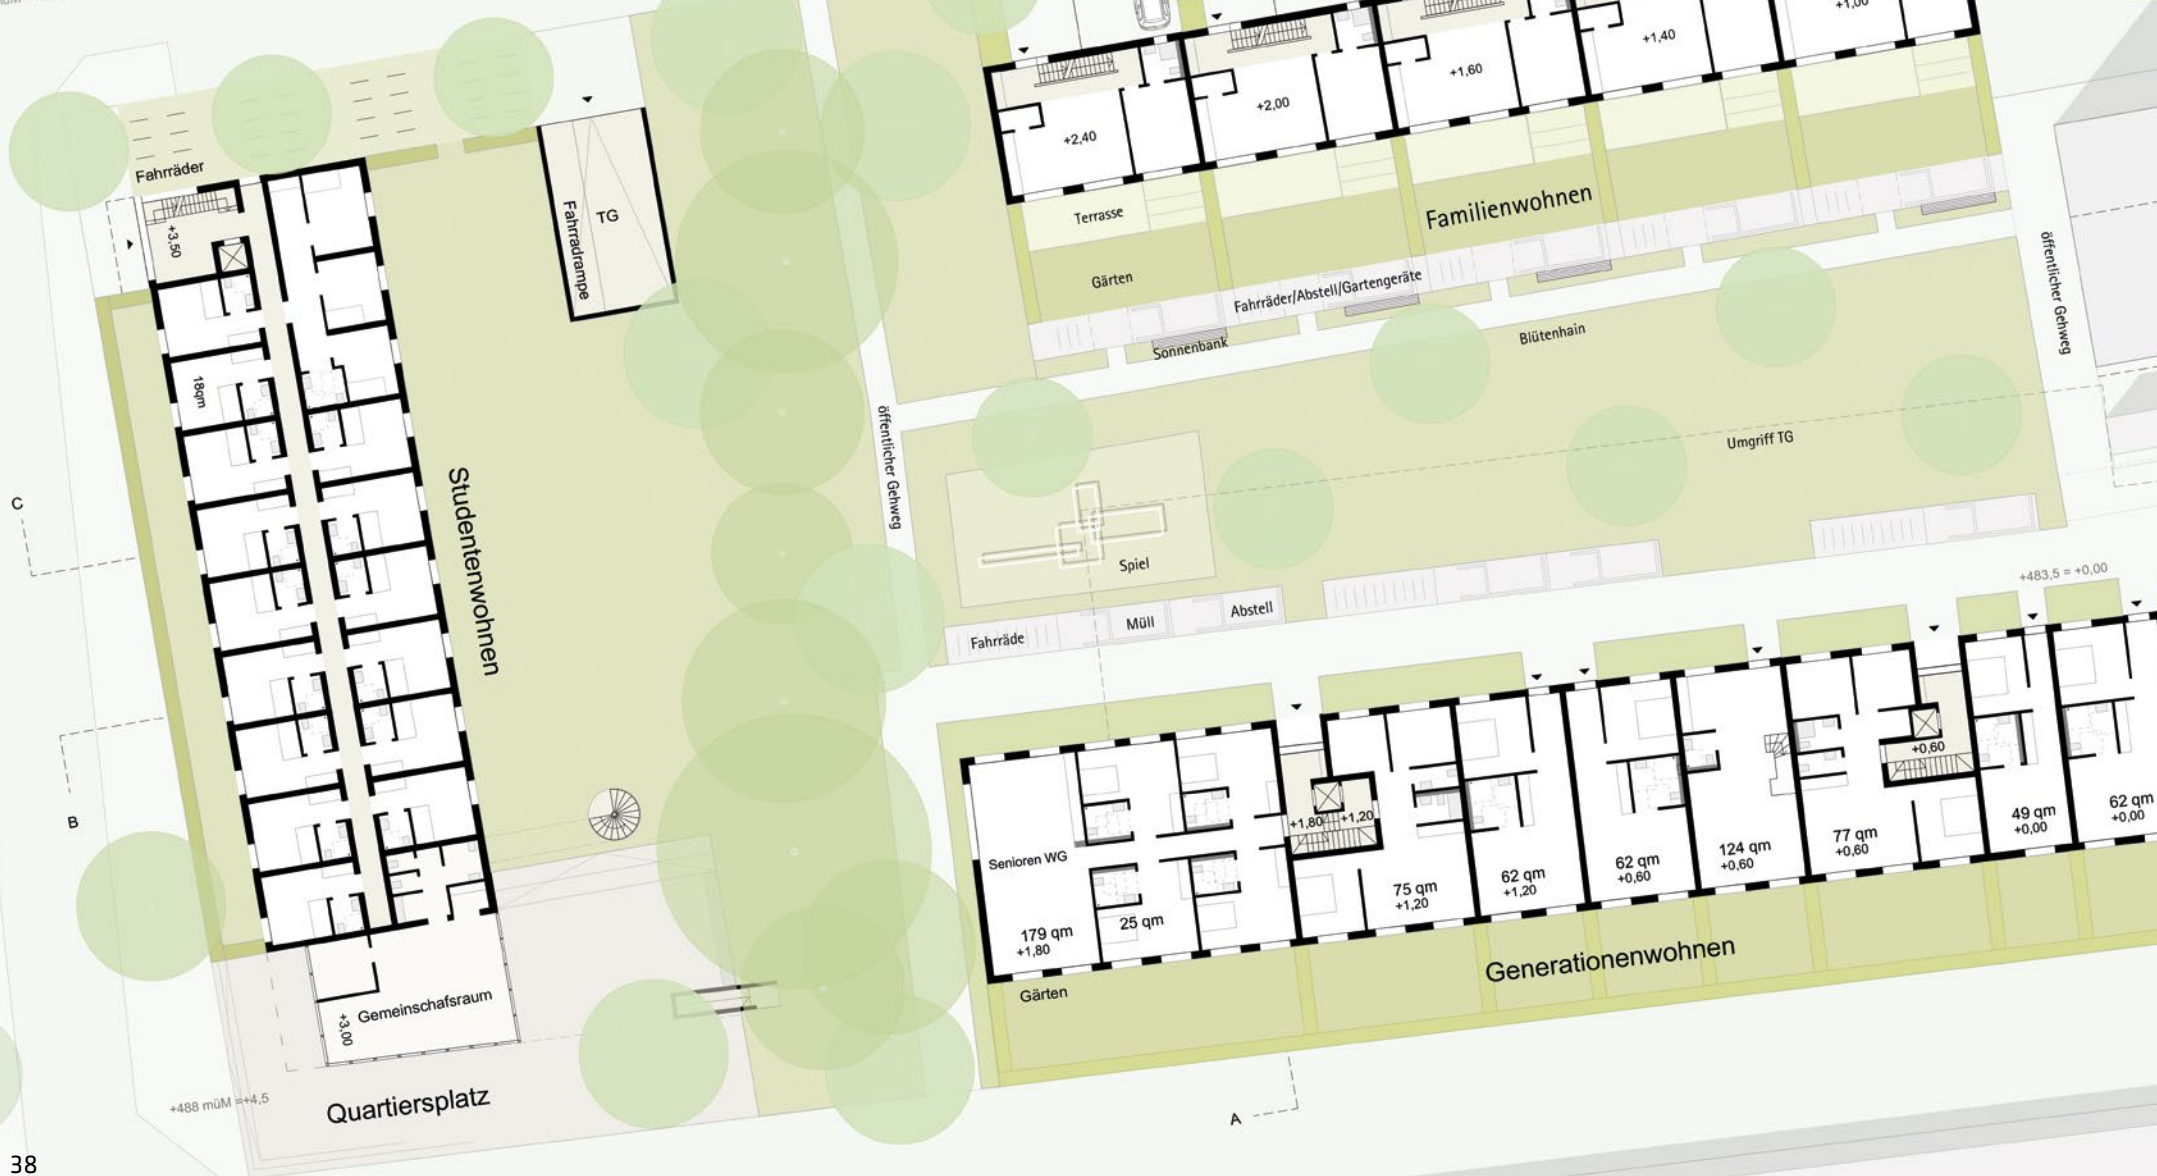 +1,00
+1,40
+1,60
+2,00
+2,40
Fahrräder
+3,50
Fahrradrampe
TG
Terrasse
Familienwohnen
Gärten
Fahrräder/Abstell/Gartengeräte
Sonnenbank
Blütenhain
öffentlicher Gehweg
18qm
öffentlicher Gehweg
Umgriff TG
Studentenwohnen
C
Spiel
+483,5 = +0,00
Fahrräde
Müll
Abstell
B
Senioren WG
179 qm
+1,80
25 qm
+1,80
+1,20
75 qm
+1,20
62 qm
+1,20
62 qm
+0,60
124 qm
+0,60
77 qm
+0,60
+0,60
49 qm
+0,00
62 qm
+0,00
Generationenwohnen
Gärten
Gemeinschafsraum
+3,00
+488 müM =+4,5
Quartiersplatz
A
38